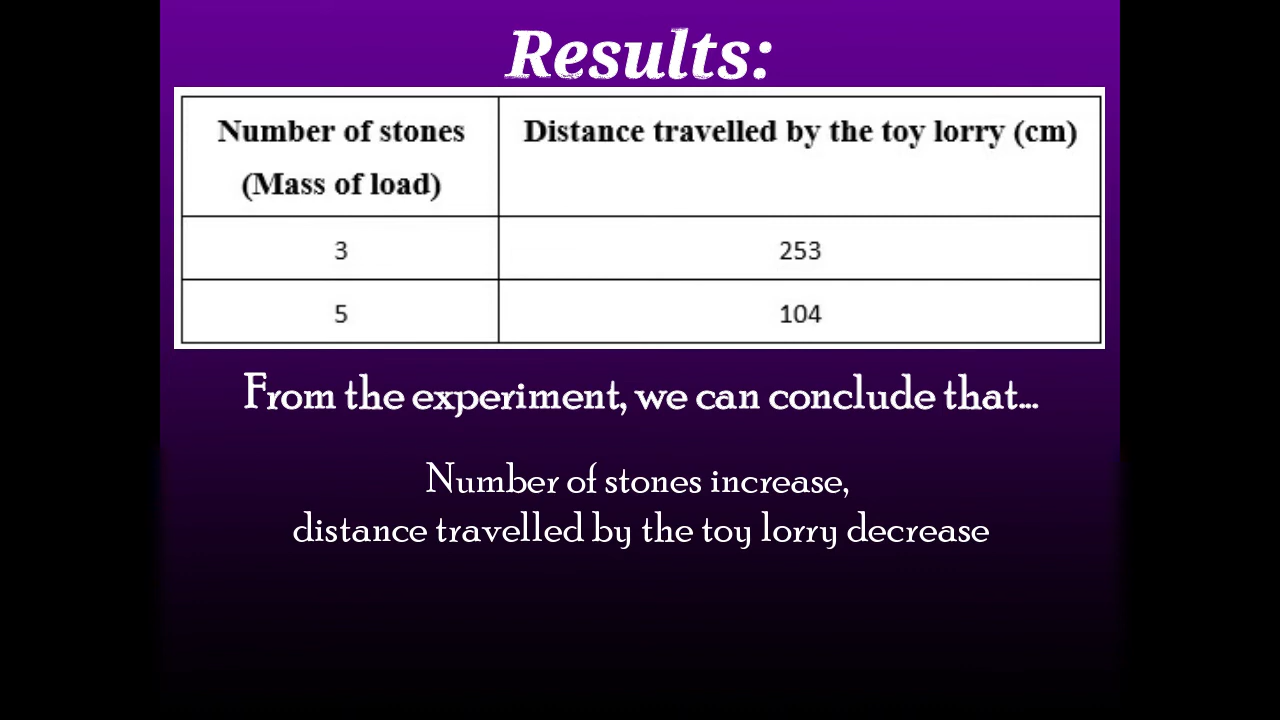 Results:
Number of stones
(Mass of load)
Distance travelled by the toy lorry (cm)
3
253
5
104
From the experiment, we can conclude that...
Number of stones increase,
distance travelled by the toy lorry decrease